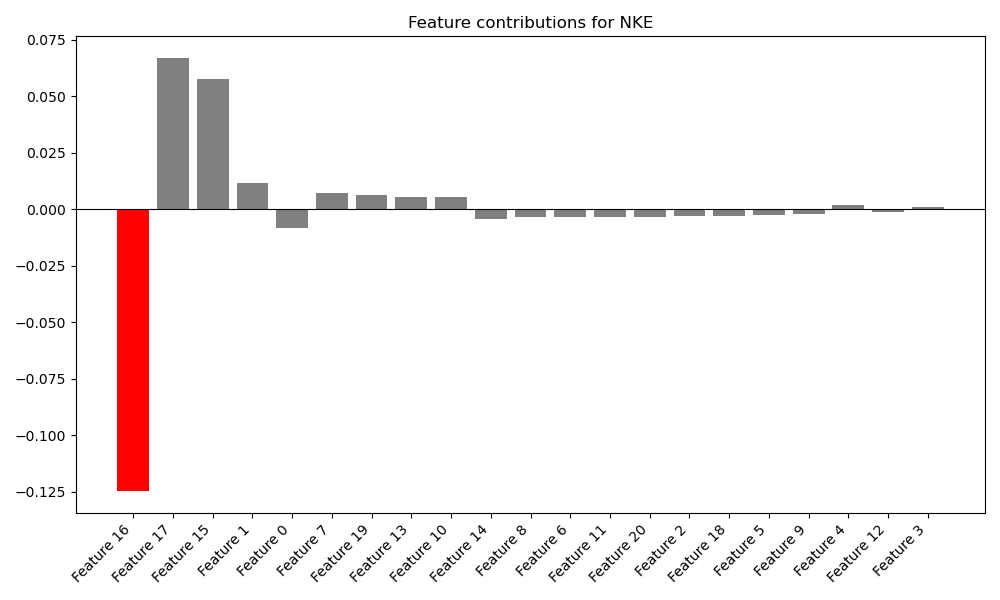 Feature contributions for NKE
0.075
0.050
0.025
0.000
−0.025
−0.050
−0.075
−0.100
−0.125
Feature 16
Feature 17
Feature 15
Feature 1
Feature 0
Feature 7
Feature 19
Feature 13
Feature 10
Feature 14
Feature 8
Feature 6
Feature 11
Feature 20
Feature 2
Feature 18
Feature 5
Feature 9
Feature 4
Feature 12
Feature 3